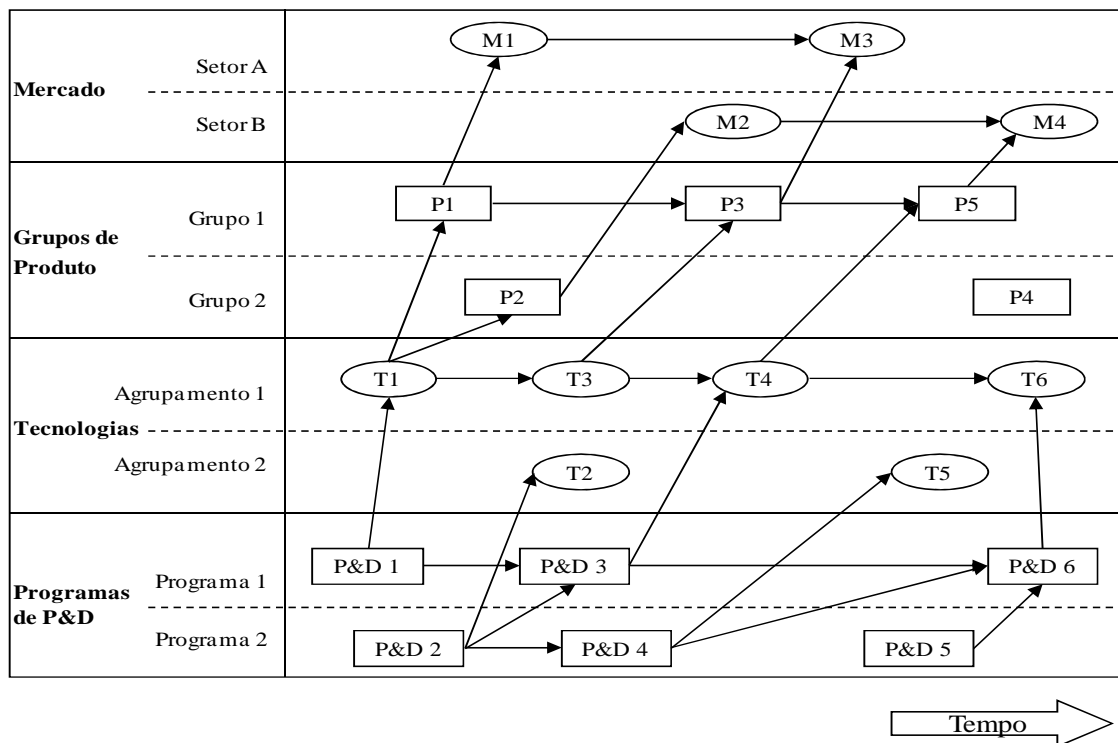 M1
M3
Setor A
Mercado
Setor B
M2
M4
Grupo 1
P1
P3
P5
Grupos de
Produto
Grupo 2
P2
P4
Agrupamento 1
T1
T3
T4
T6
Tecnologias
Agrupamento 2
T2
T5
Programa 1
P&D 1
P&D 3
P&D 6
Programas
de P&D
Programa 2
P&D 2
P&D 4
P&D 5
Tempo